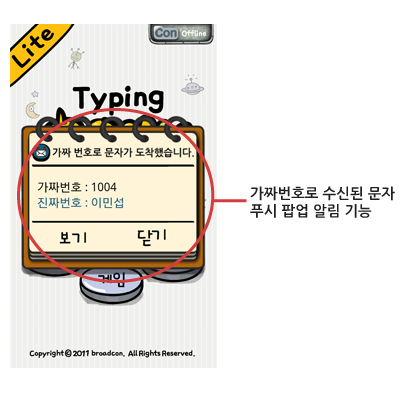 Lite
Con Offline
Typing
가짜 번호로 문자가 도착했습니다.
가짜번호 : 1004
진짜번호 : 이민섭
보기
닫기
게임
Copyright © 2011 broadcon. All Rights Reserved.
가짜번호로 수신된 문자
푸시 팝업 알림 기능